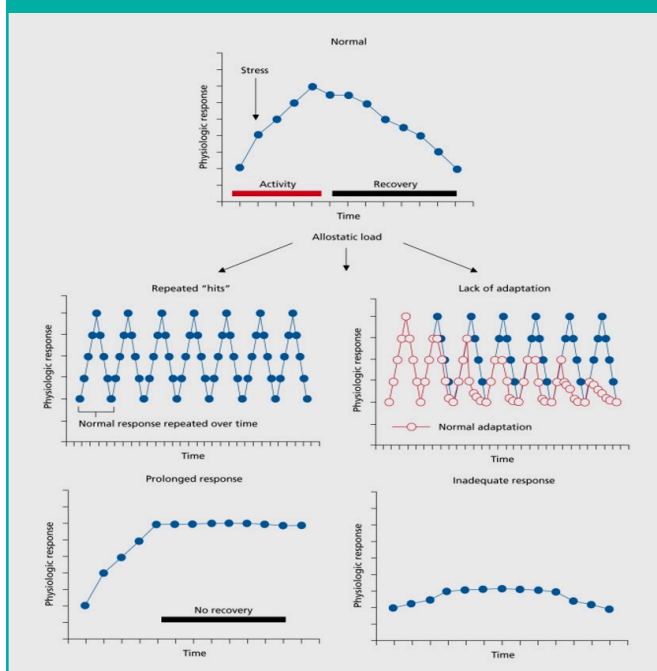 Normal
Stress
Physiologic response
Activity
Recovery
Time
Allostatic load
Repeated “hits”
Physiologic response
Normal response repeated over time
Time
Lack of adaptation
Physiologic response
Normal adaptation
Time
Prolonged response
Physiologic response
No recovery
Time
Inadequate response
Physiologic response
Time